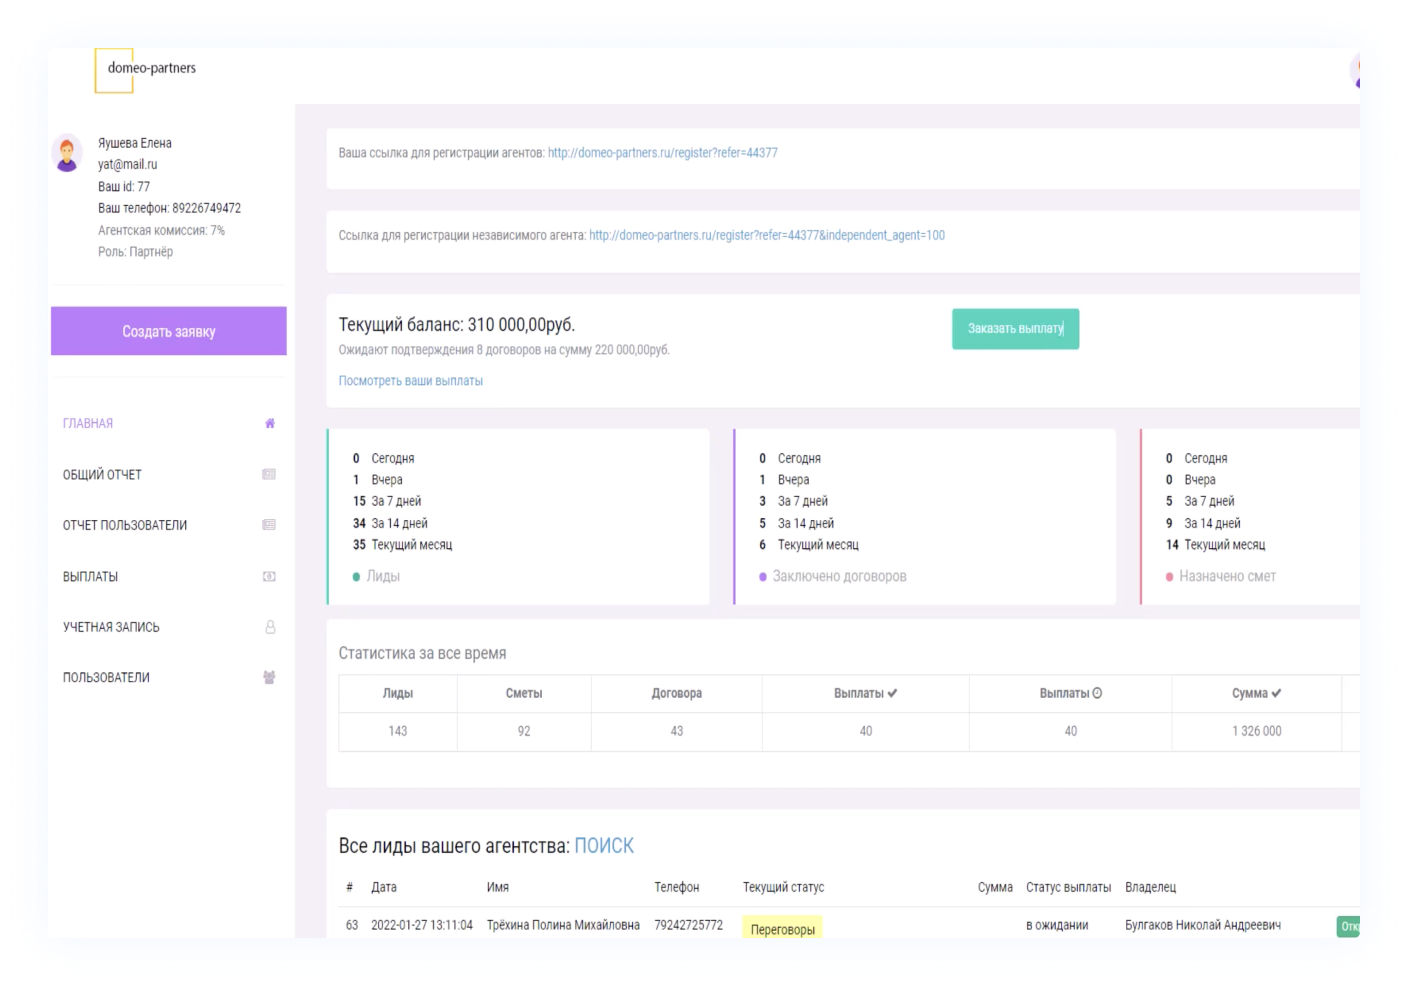 domeo-partners
Яушева Елена
yat@mail.ru
Ваш id: 77
Ваш телефон: 89226749472
Агентская комиссия: 7%
Роль: Партнёр
Создать заявку
ГЛАВНАЯ
ОБЩИЙ ОТЧЕТ
ОТЧЕТ ПОЛЬЗОВАТЕЛИ
ВЫПЛАТЫ
УЧЕТНАЯ ЗАПИСЬ
ПОЛЬЗОВАТЕЛИ
Ваша ссылка для регистрации агентов: http://domeo-partners.ru/register?refer=44377
Ссылка для регистрации независимого агента: http://domeo-partners.ru/register?refer=44377&independent_agent=100
Текущий баланс: 310 000,00руб.
Заказать выплату
Ожидают подтверждения 8 договоров на сумму 220 000,00руб.
Посмотреть ваши выплаты
0 Сегодня
1 Вчера
15 За 7 дней
34 За 14 дней
35 Текущий месяц
Лиды
0 Сегодня
1 Вчера
3 За 7 дней
5 За 14 дней
6 Текущий месяц
Заключено договоров
0 Сегодня
0 Вчера
5 За 7 дней
9 За 14 дней
14 Текущий месяц
Назначено смет
Статистика за все время
Лиды Сметы Договора Выплаты Выплаты Сумма
143 92 43 40 40 1 326 000
Все лиды вашего агентства: ПОИСК
# Дата Имя Телефон Текущий статус Сумма Статус выплаты Владелец
63 2022-01-27 13:11:04 Трёхина Полина Михайловна 79242725772 Переговоры в ожидании Булгаков Николай Андреевич